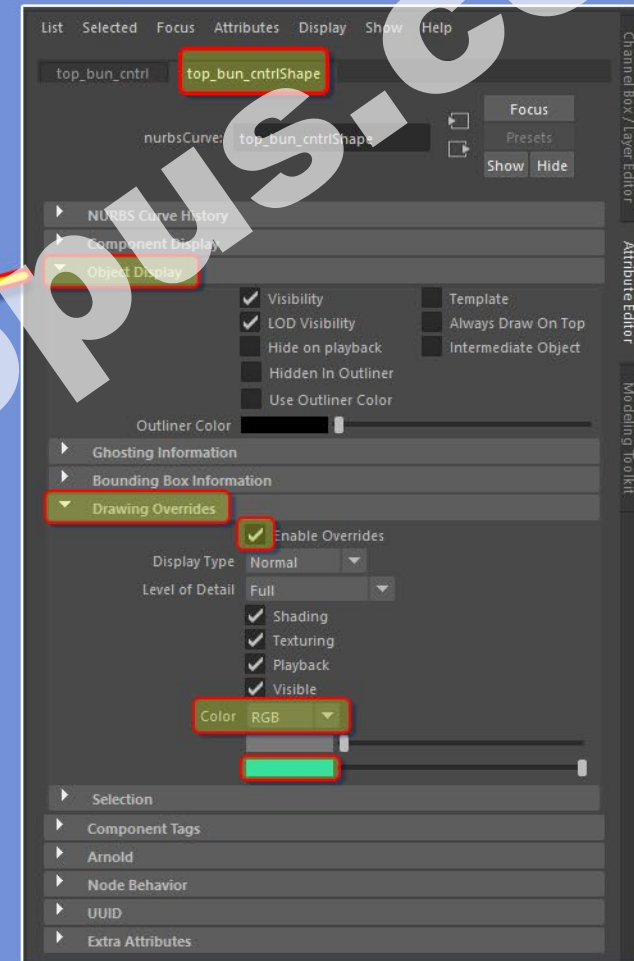 List Selected Focus Attributes Display Show Help
top_bun_cntrl top_bun_cntrlShape
Focus
nurbsCurve: top_bun_cntrlShape
Presets
Show Hide
NURBS Curve History
Component Display
Object Display
Visibility Template
LOD Visibility Always Draw On Top
Hide on playback Intermediate Object
Hidden In Outliner
Use Outliner Color
Outliner Color
Ghosting Information
Bounding Box Information
Drawing Overrides
Enable Overrides
Display Type Normal
Level of Detail Full
Shading
Texturing
Playback
Visible
Color RGB
Selection
Component Tags
Arnold
Node Behavior
UUID
Extra Attributes
Channel Box / Layer Editor
Attribute Editor
Modeling Toolkit
opus.co